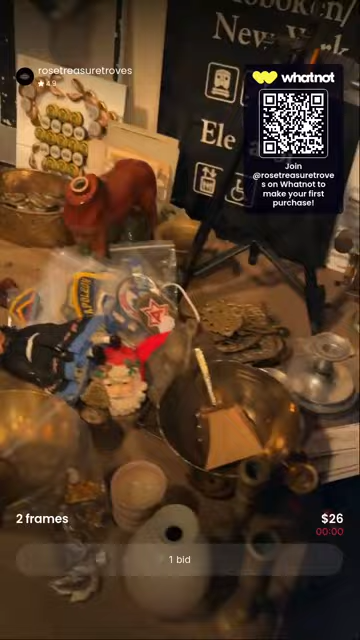 Hoboken/
New
rosetreasuretroves
4.9
whatnot
Join
@rosetreasuretrove
s on Whatnot to
make your first
purchase!
Ele
2 frames
$26
00:00
1 bid